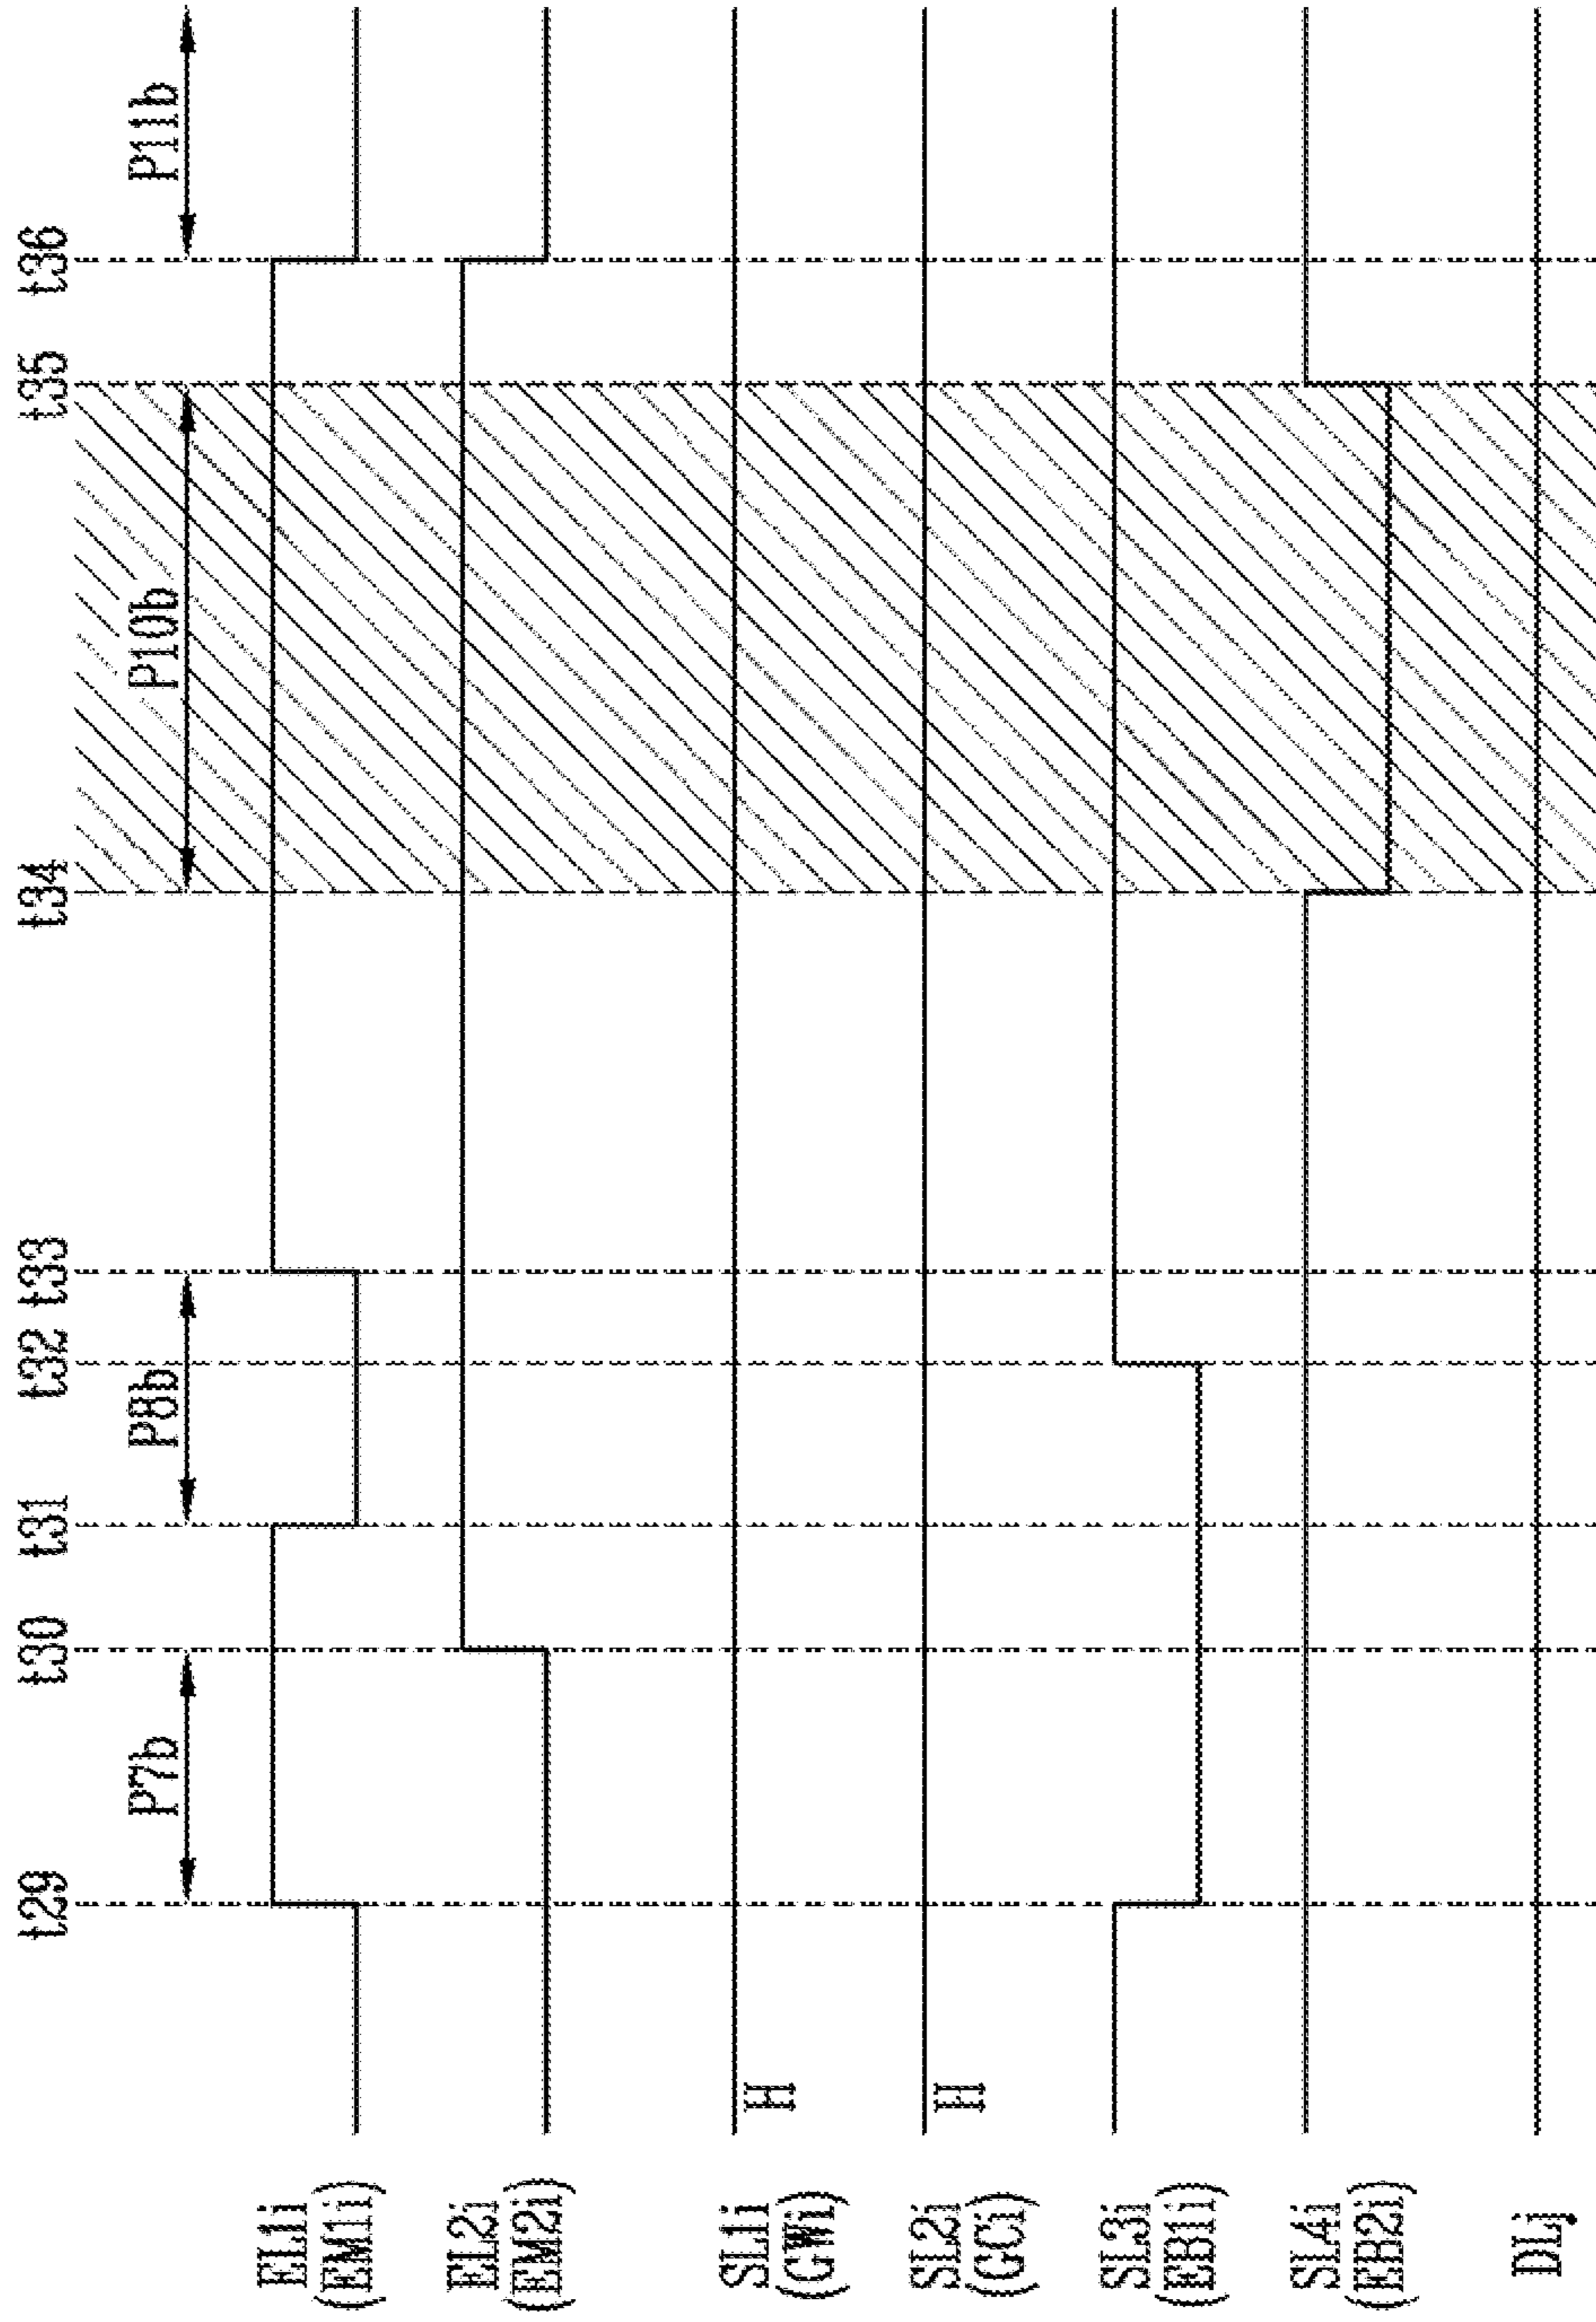 t29 t30 t31 t32 t33 t34 t35 t36
P7b P8b P10b P11b
EL1i
(EM1i)
EL2i
(EM2i)
SL1i
(GWi)
H
SL2i
(GCi)
H
SL3i
(EB1i)
SL4i
(EB2i)
DLj